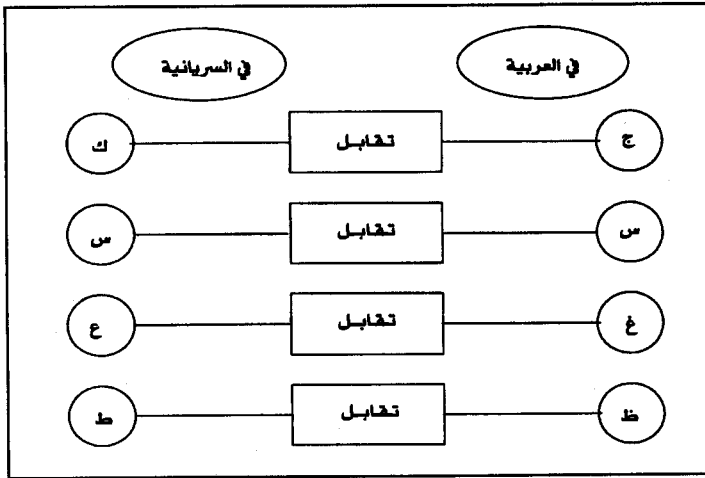 في العربية في السريانية
ج تقابل ك
س تقابل س
غ تقابل ع
ظ تقابل ط